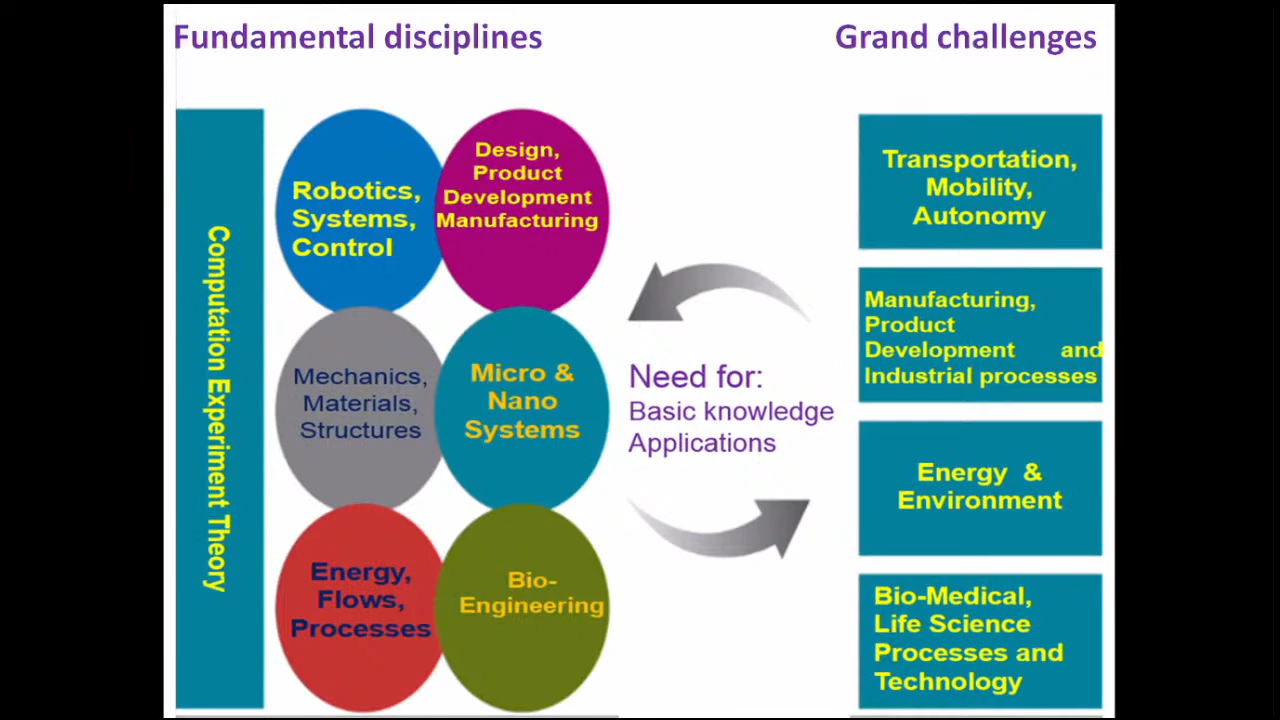 Fundamental disciplines
Grand challenges
Computation Experiment Theory
Robotics,
Systems,
Control
Design,
Product
Development
Manufacturing
Mechanics,
Materials,
Structures
Micro &
Nano
Systems
Energy,
Flows,
Processes
Bio-
Engineering
Need for:
Basic knowledge
Applications
Transportation,
Mobility,
Autonomy
Manufacturing,
Product
Development and
Industrial processes
Energy &
Environment
Bio-Medical,
Life Science
Processes and
Technology